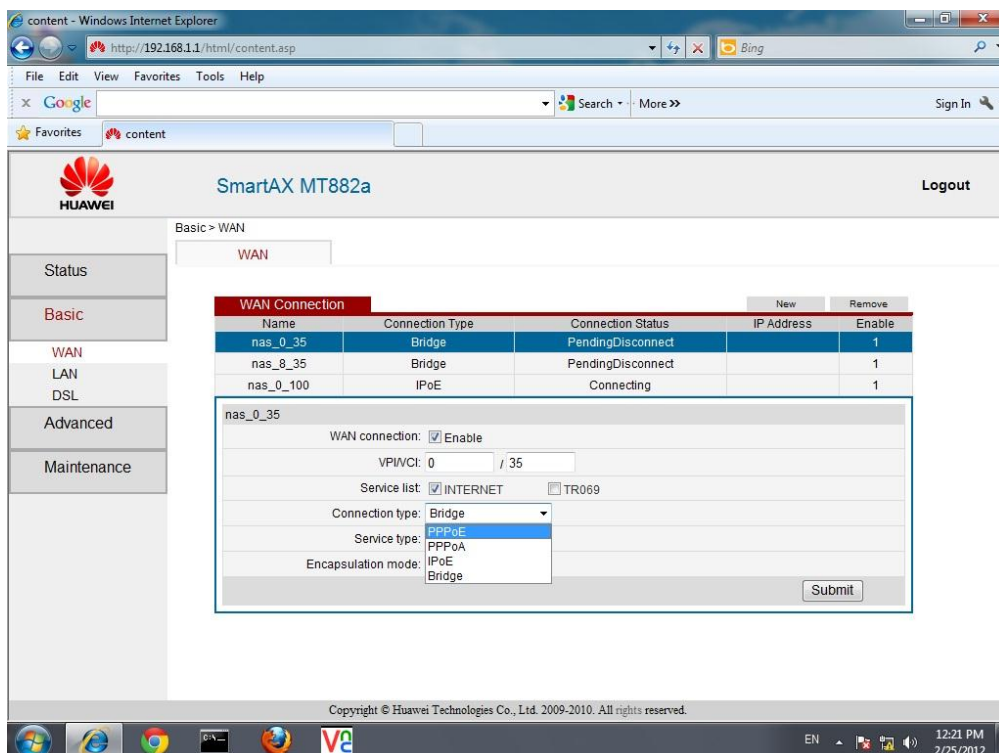 content - Windows Internet Explorer
http://192.168.1.1/html/content.asp
Bing
File Edit View Favorites Tools Help
x Google Search More >> Sign In
Favorites content
HUAWEI
SmartAX MT882a
Logout
Basic > WAN
WAN
Status
Basic
WAN
LAN
DSL
Advanced
Maintenance
WAN Connection New Remove
Name Connection Type Connection Status IP Address Enable
nas_0_35 Bridge PendingDisconnect 1
nas_8_35 Bridge PendingDisconnect 1
nas_0_100 IPoE Connecting 1
nas_0_35
WAN connection: Enable
VPI/VCI: 0 / 35
Service list: INTERNET TR069
Connection type: Bridge
Service type:
Encapsulation mode:
PPPoE
PPPoA
IPoE
Bridge
Submit
Copyright © Huawei Technologies Co., Ltd. 2009-2010. All rights reserved.
EN
12:21 PM
2/25/2012